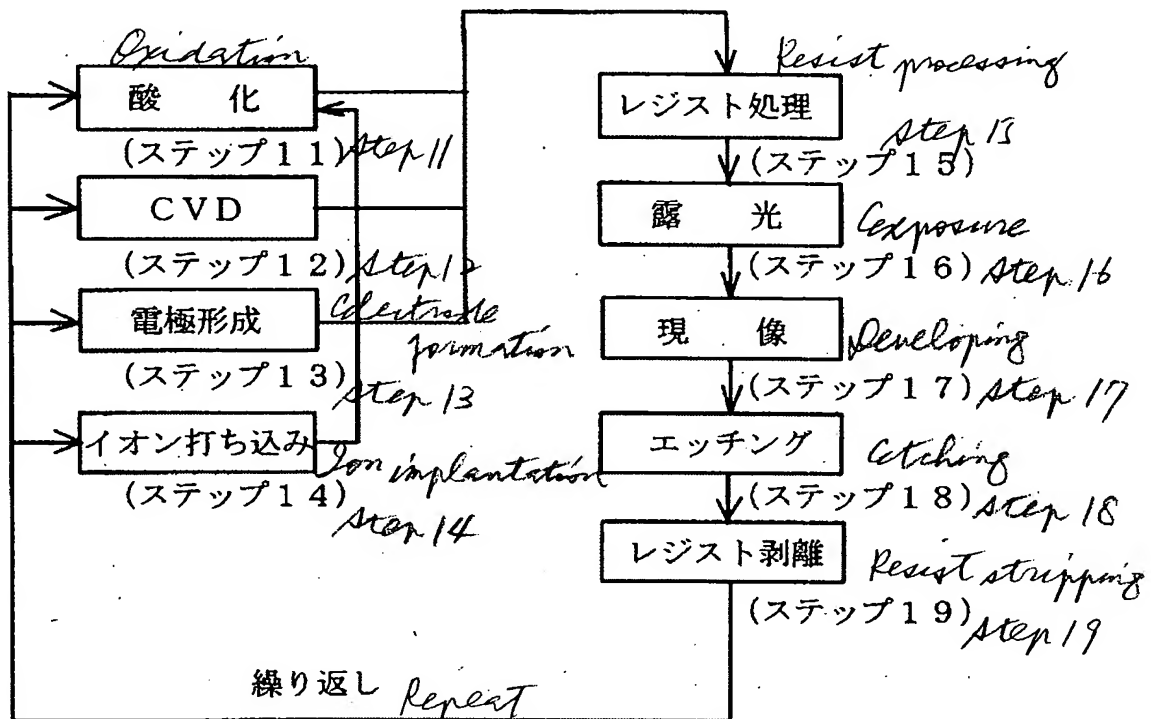 Oxidation
酸 化
(ステップ11) Step 11
CVD
(ステップ12) Step 12
電極形成 Electrode
formation
(ステップ13)
Step 13
イオン打ち込み Ion implantation
(ステップ14)
Step 14
Resist processing
レジスト処理
Step 15
(ステップ15)
露 光 Exposure
(ステップ16) Step 16
現 像 Developing
(ステップ17) Step 17
エッチング Etching
(ステップ18) Step 18
レジスト剥離 Resist stripping
(ステップ19)
Step 19
繰り返し Repeat